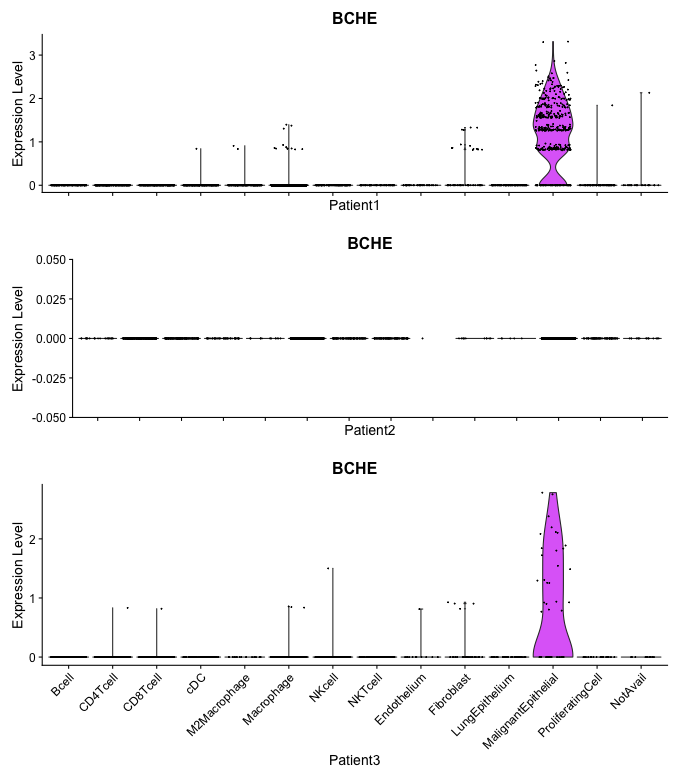 BCHE
Expression Level
3
2
1
0
Patient1
BCHE
Expression Level
0.050
0.025
0.000
-0.025
-0.050
Patient2
BCHE
Expression Level
2
1
0
Bcell
CD4Tcell
CD8Tcell
cDC
M2Macrophage
Macrophage
NKcell
NKTcell
Endothelium
Fibroblast
LungEpithelium
MalignantEpithelial
ProliferatingCell
NotAvail
Patient3